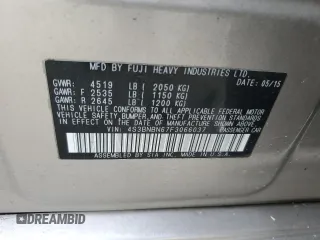 MFD BY FUJI HEAVY INDUSTRIES LTD.
GVWR: 4519 LB ( 2050 KG) DATE: 05/15
GAWR: F 2535 LB ( 1150 KG)
GAWR: R 2645 LB ( 1200 KG)
THIS VEHICLE CONFORMS TO ALL APPLICABLE
FEDERAL MOTOR VEHICLE SAFETY, BUMPER,
AND THEFT PREVENTION STANDARDS IN EFFECT
ON THE DATE OF MANUFACTURE SHOWN ABOVE.
VIN: 4S3BNBN67F3066037 PASSENGER CAR
ASSEMBLED BY SIA INC. IN U.S.A.
DREAMBID